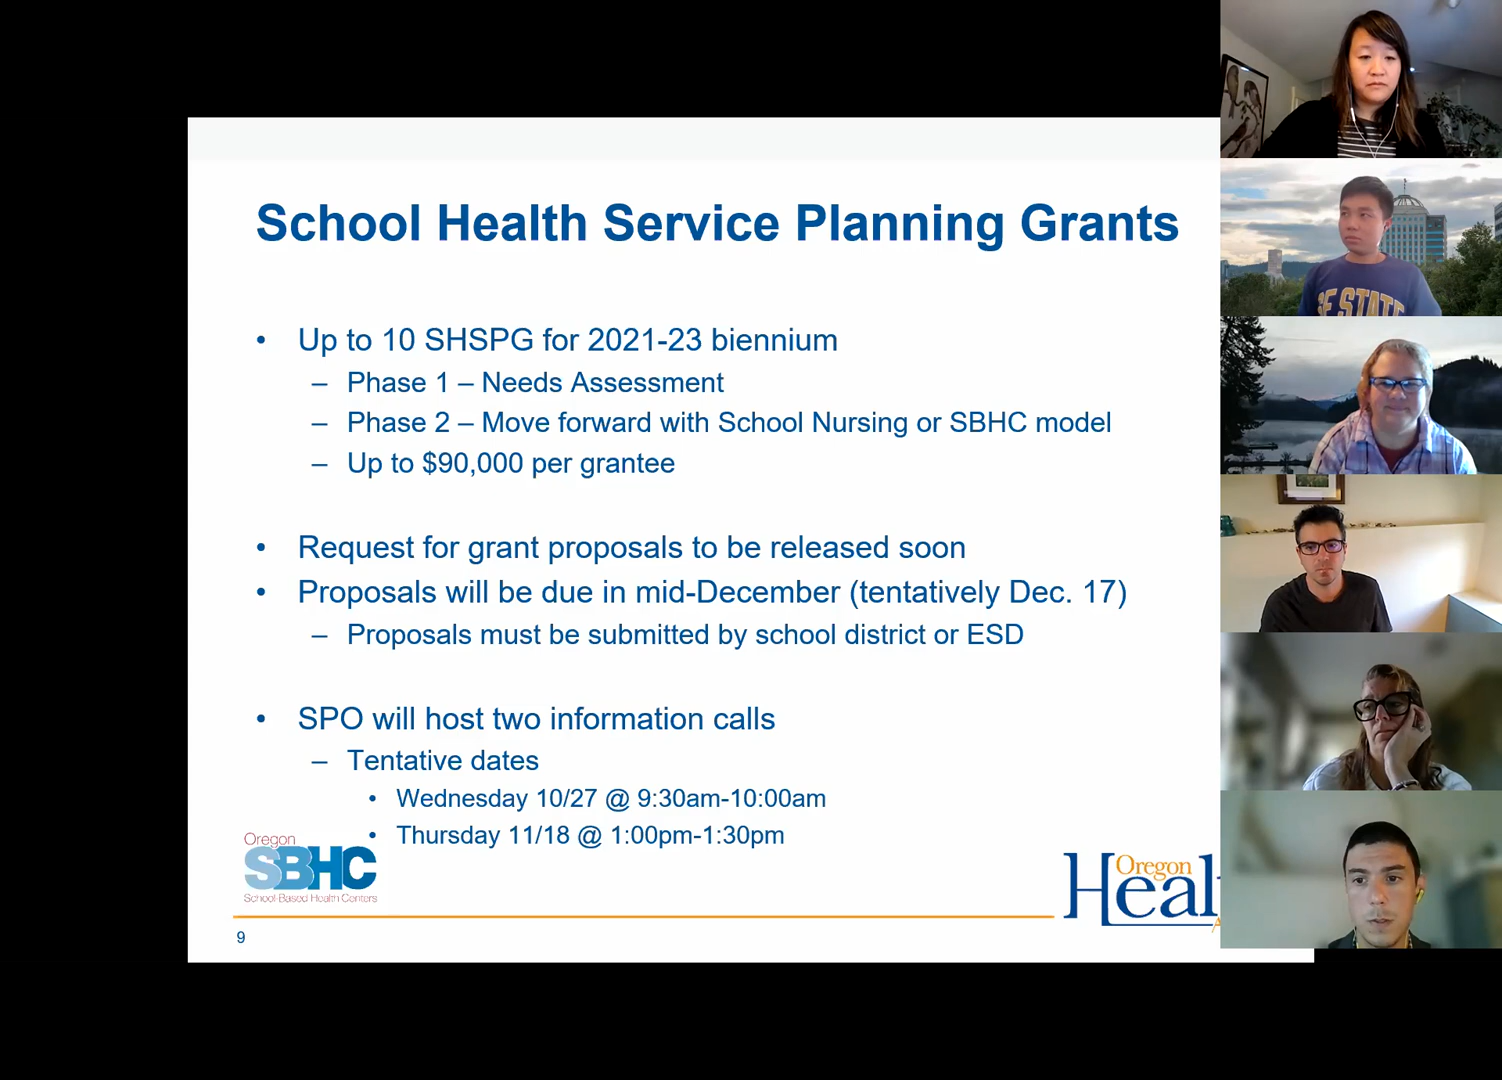 School Health Service Planning Grants
• Up to 10 SHSPG for 2021-23 biennium
– Phase 1 – Needs Assessment
– Phase 2 – Move forward with School Nursing or SBHC model
– Up to $90,000 per grantee
• Request for grant proposals to be released soon
• Proposals will be due in mid-December (tentatively Dec. 17)
– Proposals must be submitted by school district or ESD
• SPO will host two information calls
– Tentative dates
• Wednesday 10/27 @ 9:30am-10:00am
• Thursday 11/18 @ 1:00pm-1:30pm
Oregon
SBHC
School-Based Health Centers
Oregon
Heal
9
STATE